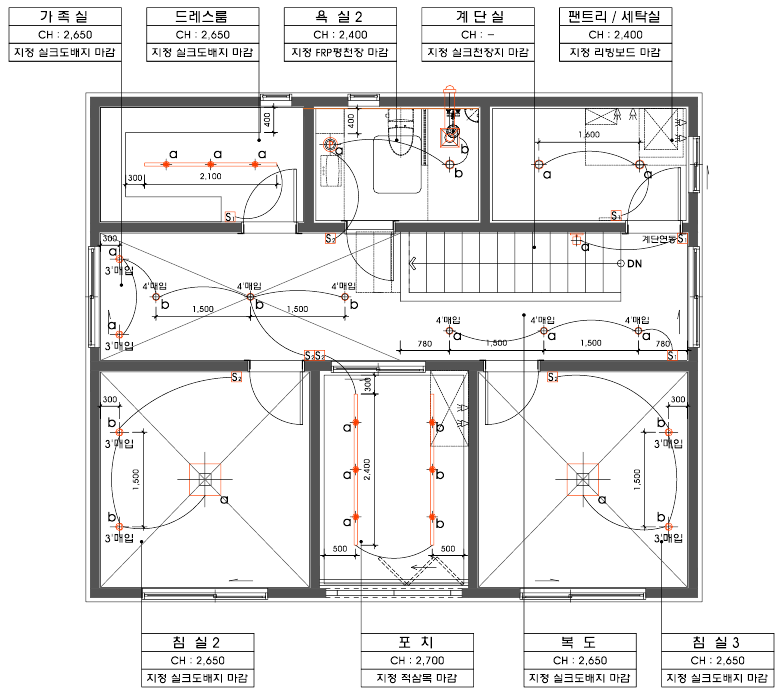 가 족 실
CH : 2,650
지정 실크도배지 마감
드레스룸
CH : 2,650
지정 실크도배지 마감
욕 실 2
CH : 2,400
지정 FRP평천장 마감
계 단 실
CH : -
지정 실크천장지 마감
팬트리 / 세탁실
CH : 2,400
지정 리빙보드 마감
400
a a a
300
2,100
S₁
400
a
b
b
S₂
1,600
a
a
S₁
300
a
3'매입
4'매입
b
4'매입
b
4'매입
b
1,500
1,500
a
3'매입
a
계단연동S
DN
4'매입
a
4'매입
a
4'매입
a
780
1,500
1,500
780
S₂S₂
S₁
S₂
300
b
3'매입
1,500
a
b
3'매입
300
a
b
a
b
a
b
2,400
500
500
S₂
300
b
3'매입
1,500
a
b
3'매입
침 실 2
CH : 2,650
지정 실크도배지 마감
포 치
CH : 2,700
지정 적삼목 마감
복 도
CH : 2,650
지정 실크도배지 마감
침 실 3
CH : 2,650
지정 실크도배지 마감